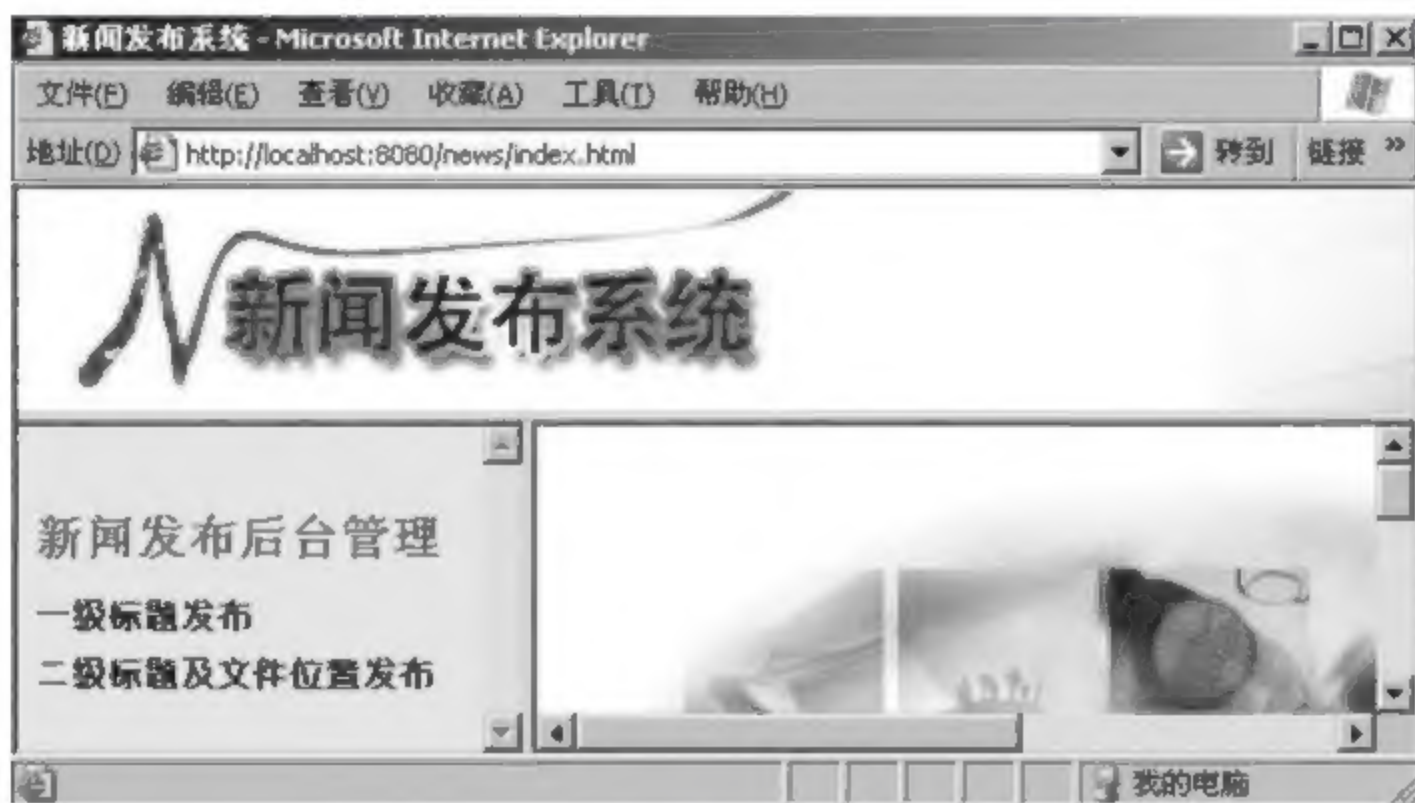 新闻发布系统 - Microsoft Internet Explorer
文件(F) 编辑(E) 查看(V) 收藏(A) 工具(T) 帮助(H)
地址(D) http://localhost:8080/news/index.html 转到 链接 »
新闻发布系统
新闻发布后台管理
一级标题发布
二级标题及文件位置发布
我的电脑